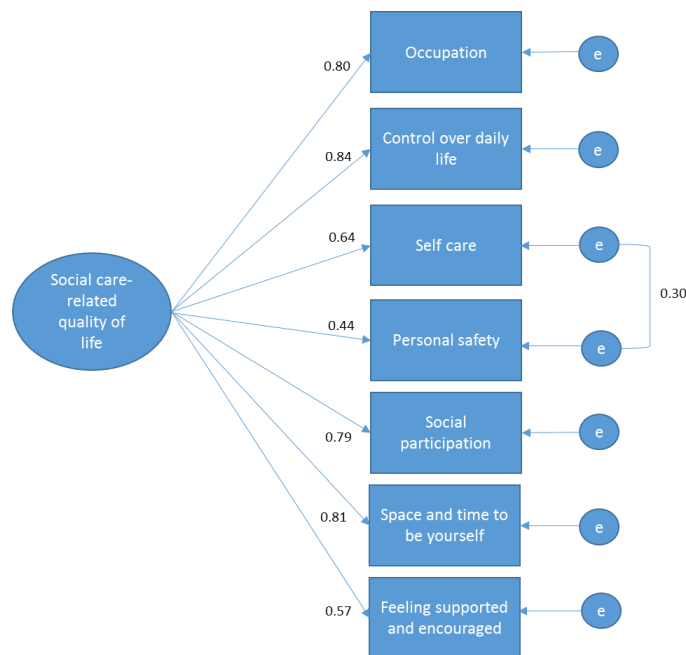 Occupation
e
0.80
Control over daily
life
e
0.84
Self care
e
0.64
Social care-
related
quality of
life
0.30
Personal safety
e
0.44
Social
participation
e
0.79
Space and time to
be yourself
e
0.81
Feeling supported
and encouraged
e
0.57